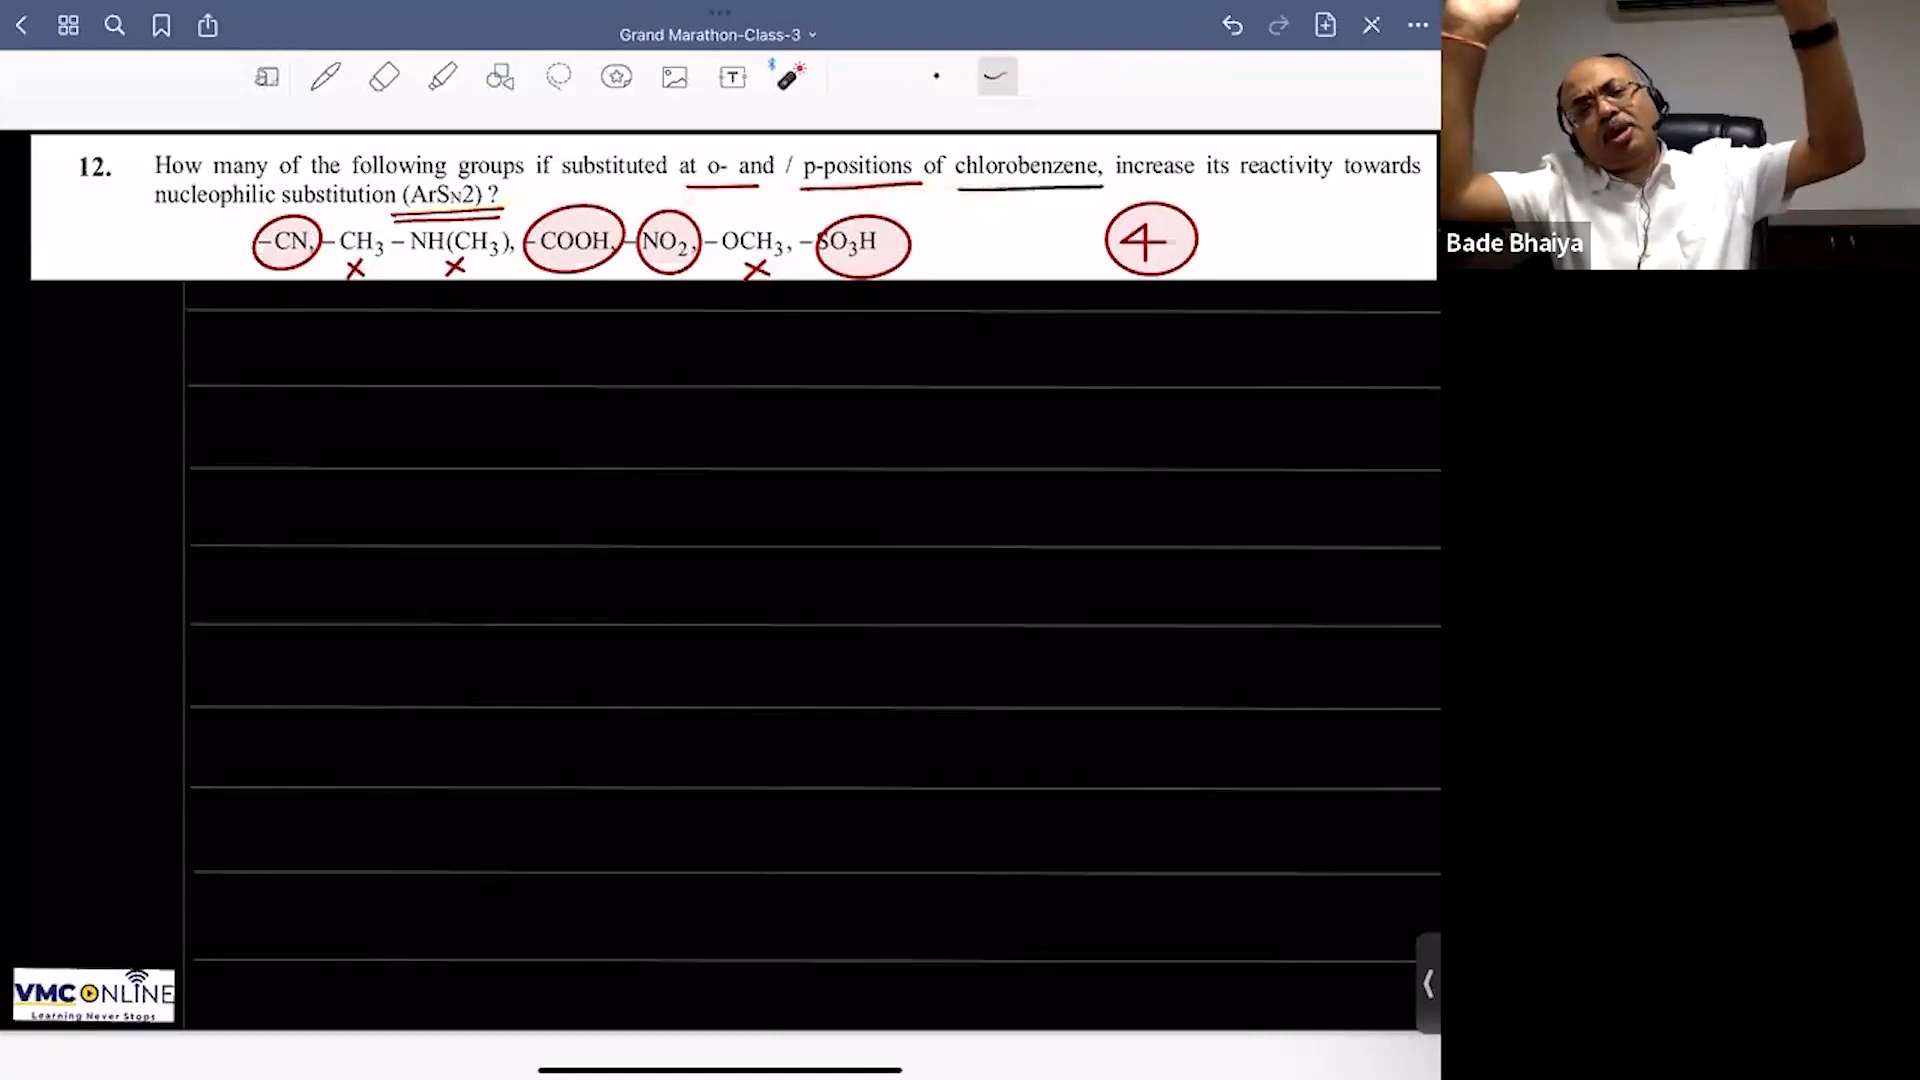 Grand Marathon-Class-3
12. How many of the following groups if substituted at o- and / p-positions of chlorobenzene, increase its reactivity towards
nucleophilic substitution (ArSN2) ?
–CN, –CH3 –NH(CH3), –COOH, –NO2, –OCH3, –SO3H
4
Bade Bhaiya
VMC ONLINE
Learning Never Stops